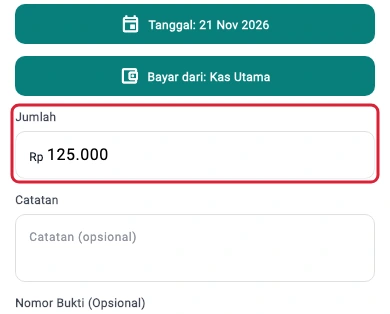 Tanggal: 21 Nov 2026
Bayar dari: Kas Utama
Jumlah
Rp 125.000
Catatan
Catatan (opsional)
Nomor Bukti (Opsional)